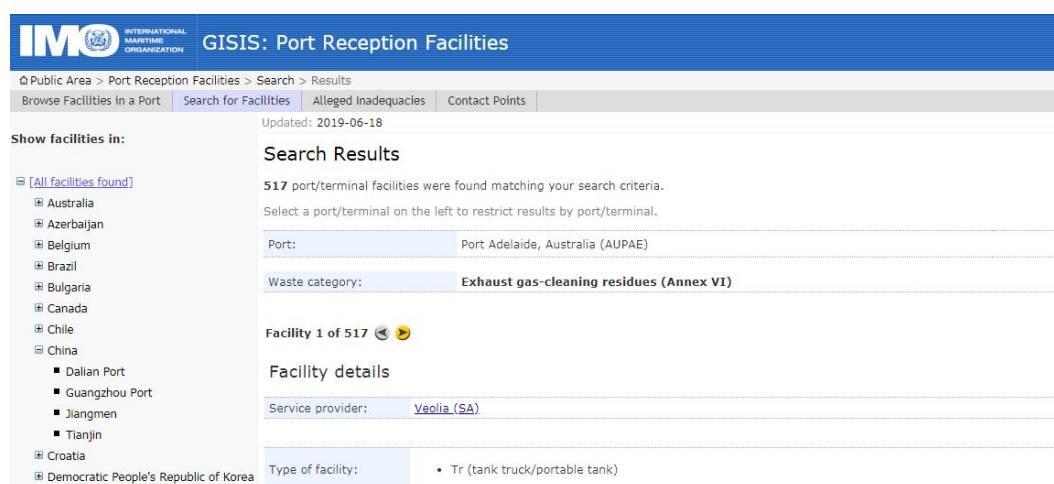 IMO INTERNATIONAL
MARITIME
ORGANIZATION
GISIS: Port Reception Facilities
Public Area > Port Reception Facilities > Search > Results
Browse Facilities in a Port Search for Facilities Alleged Inadequacies Contact Points
Updated: 2019-06-18
Show facilities in:
Search Results
[All facilities found]
517 port/terminal facilities were found matching your search criteria.
Australia
Select a port/terminal on the left to restrict results by port/terminal.
Azerbaijan
Belgium
Port: Port Adelaide, Australia (AUPAE)
Brazil
Bulgaria
Waste category: Exhaust gas-cleaning residues (Annex VI)
Canada
Chile
Facility 1 of 517
China
Dalian Port
Facility details
Guangzhou Port
Jiangmen
Service provider: Veolia (SA)
Tianjin
Croatia
Type of facility: • Tr (tank truck/portable tank)
Democratic People's Republic of Korea